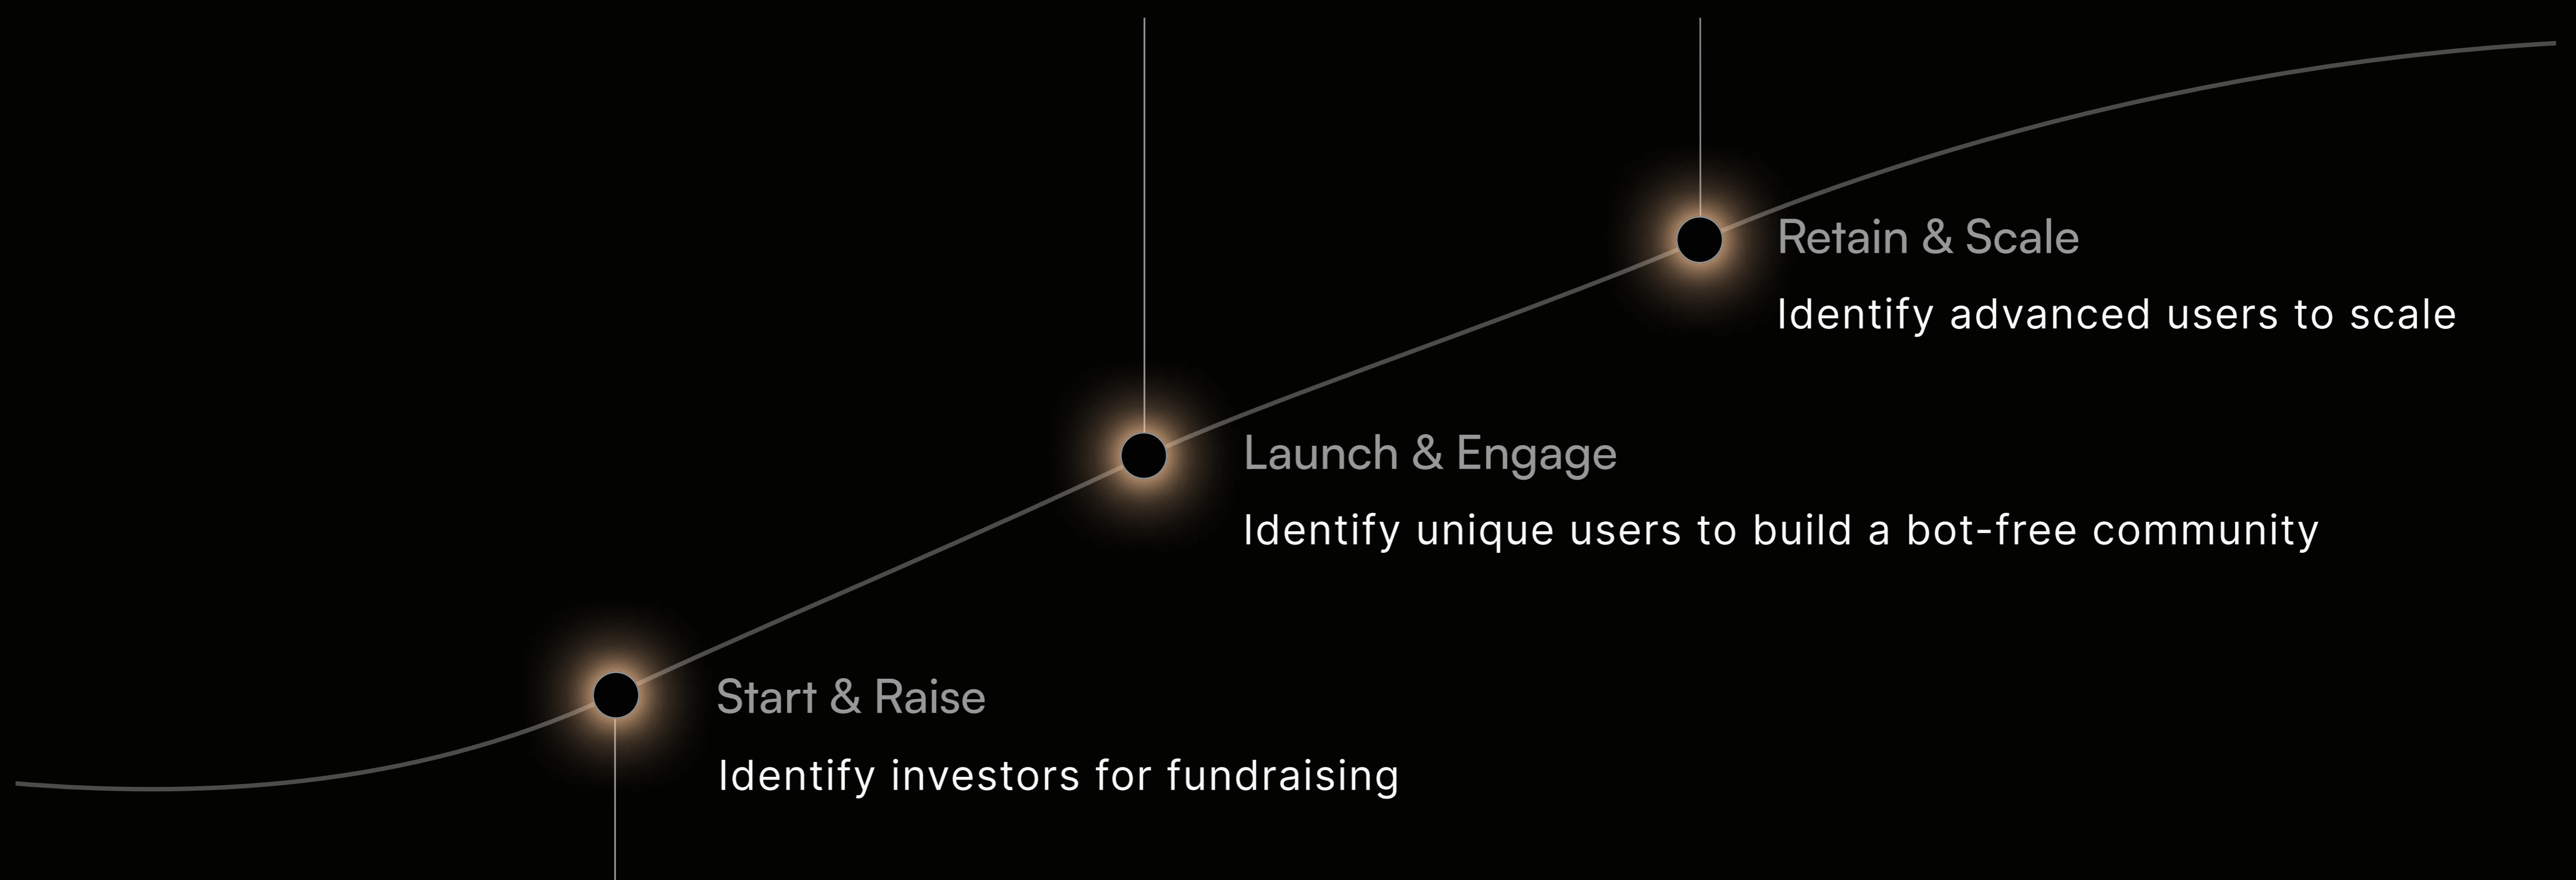 Retain & Scale
Identify advanced users to scale
Launch & Engage
Identify unique users to build a bot-free community
Start & Raise
Identify investors for fundraising